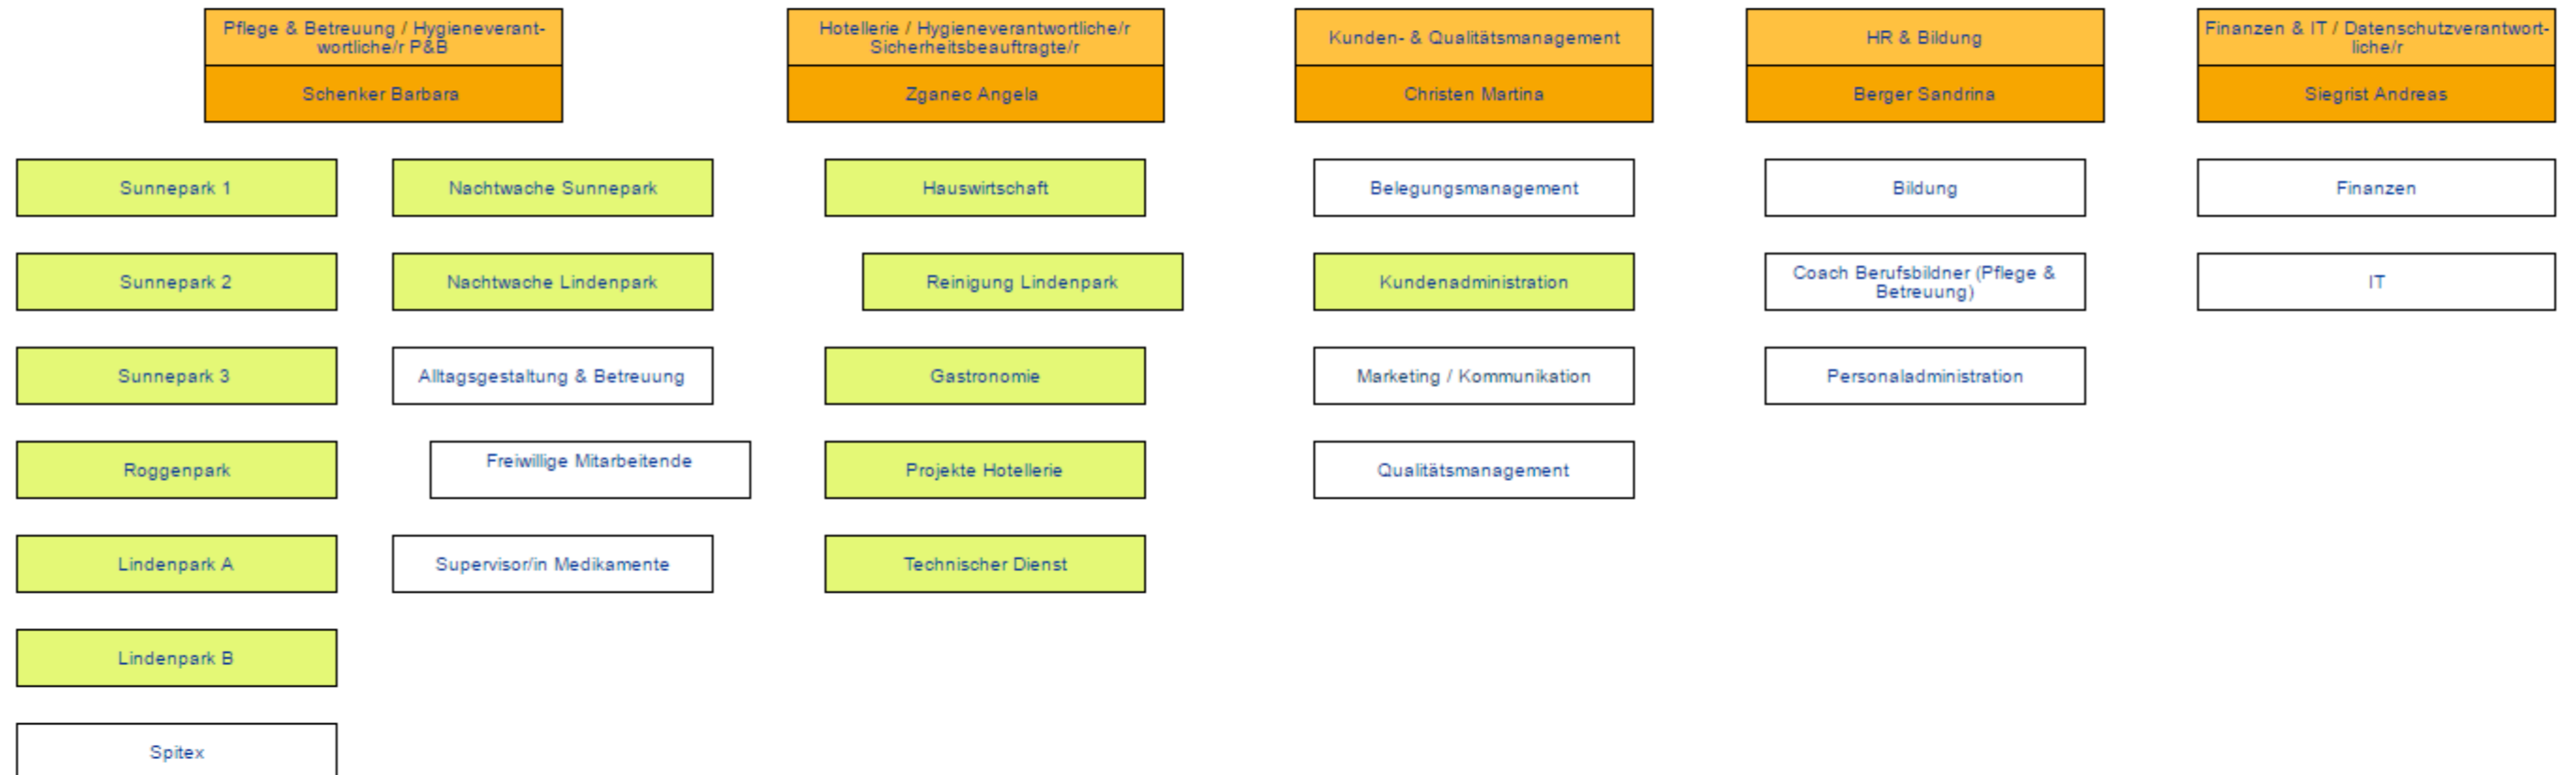 Pflege & Betreuung / Hygieneverant-
wortliche/r P&B
Schenker Barbara
Sunnepark 1
Sunnepark 2
Sunnepark 3
Roggenpark
Lindenpark A
Lindenpark B
Spitex
Nachtwache Sunnepark
Nachtwache Lindenpark
Alltagsgestaltung & Betreuung
Freiwillige Mitarbeitende
Supervisor/in Medikamente
Hotellerie / Hygieneverantwortliche/r
Sicherheitsbeauftragte/r
Zganec Angela
Hauswirtschaft
Reinigung Lindenpark
Gastronomie
Projekte Hotellerie
Technischer Dienst
Kunden- & Qualitätsmanagement
Christen Martina
Belegungsmanagement
Kundenadministration
Marketing / Kommunikation
Qualitätsmanagement
HR & Bildung
Berger Sandrina
Bildung
Coach Berufsbildner (Pflege &
Betreuung)
Personaladministration
Finanzen & IT / Datenschutzverantwort-
liche/r
Siegrist Andreas
Finanzen
IT